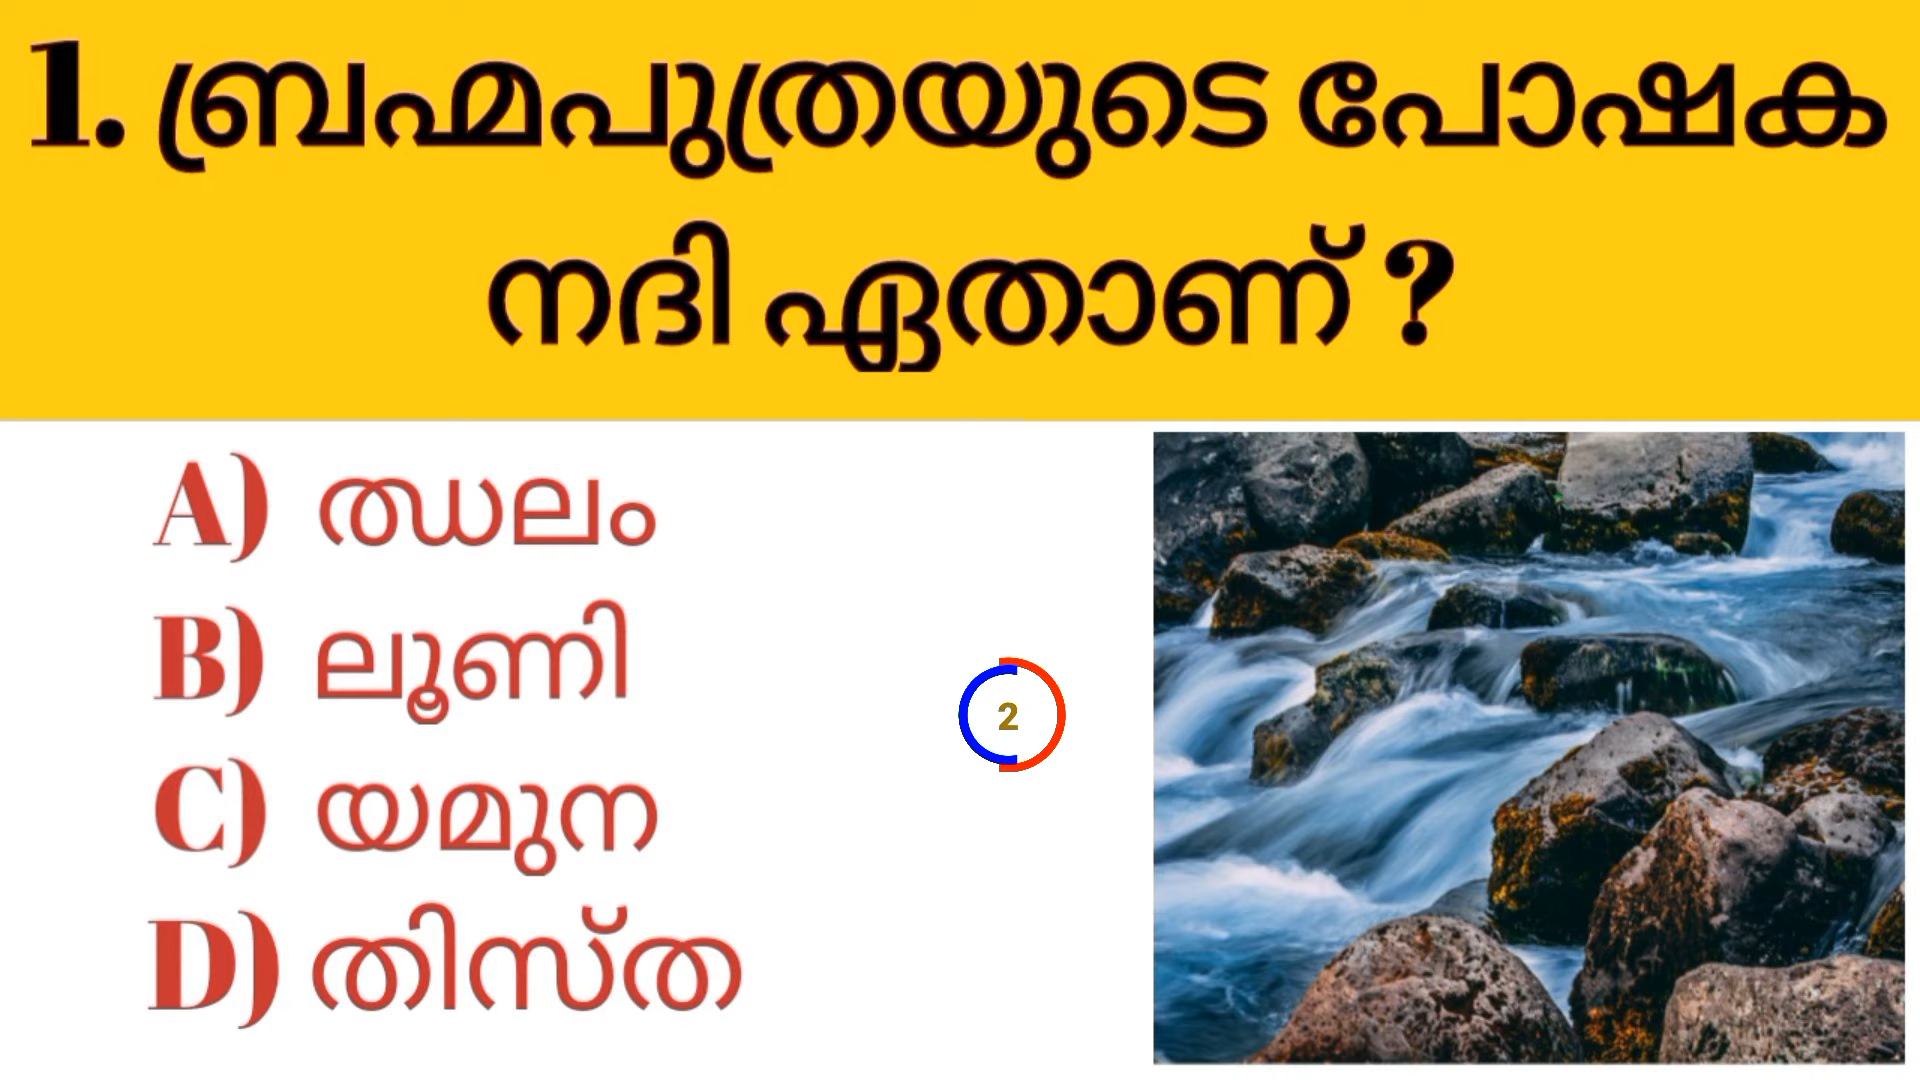 1. ബ്രഹ്മപുത്രയുടെ പോഷക
നദി ഏതാണ് ?
A) ഝലം
B) ലൂണി
2
C) യമുന
D) തിസ്ത